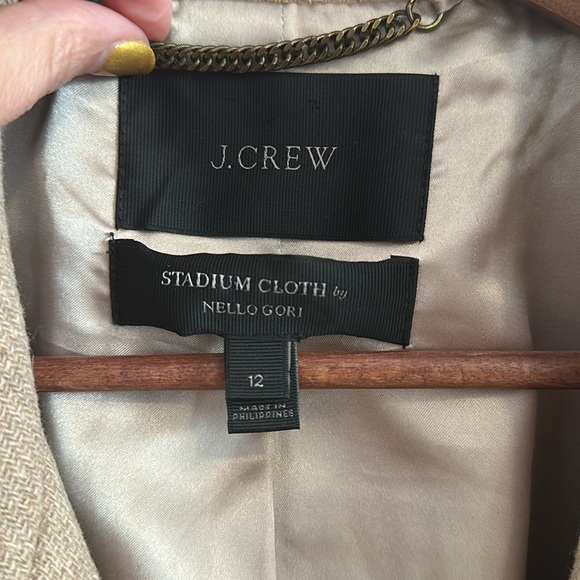 J.CREW
STADIUM CLOTH by
NELLO GORI
12
MADE IN
PHILIPPINES